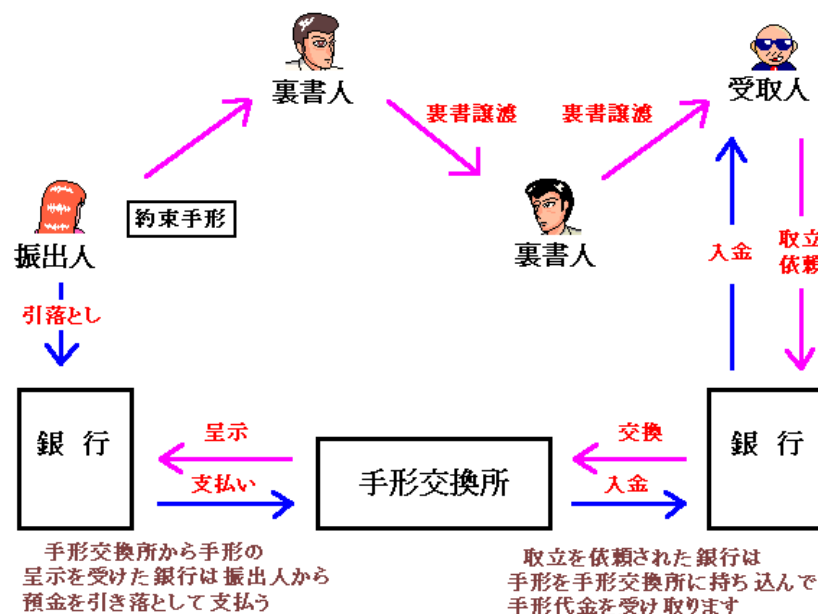 裏書人
受取人
裏書譲渡
裏書譲渡
約束手形
振出人
裏書人
入金
取立
依頼
引落とし
銀 行
呈示
支払い
手形交換所
交換
入金
銀 行
手形交換所から手形の
呈示を受けた銀行は振出人から
預金を引き落として支払う
取立を依頼された銀行は
手形を手形交換所に持ち込んで
手形代金を受け取ります